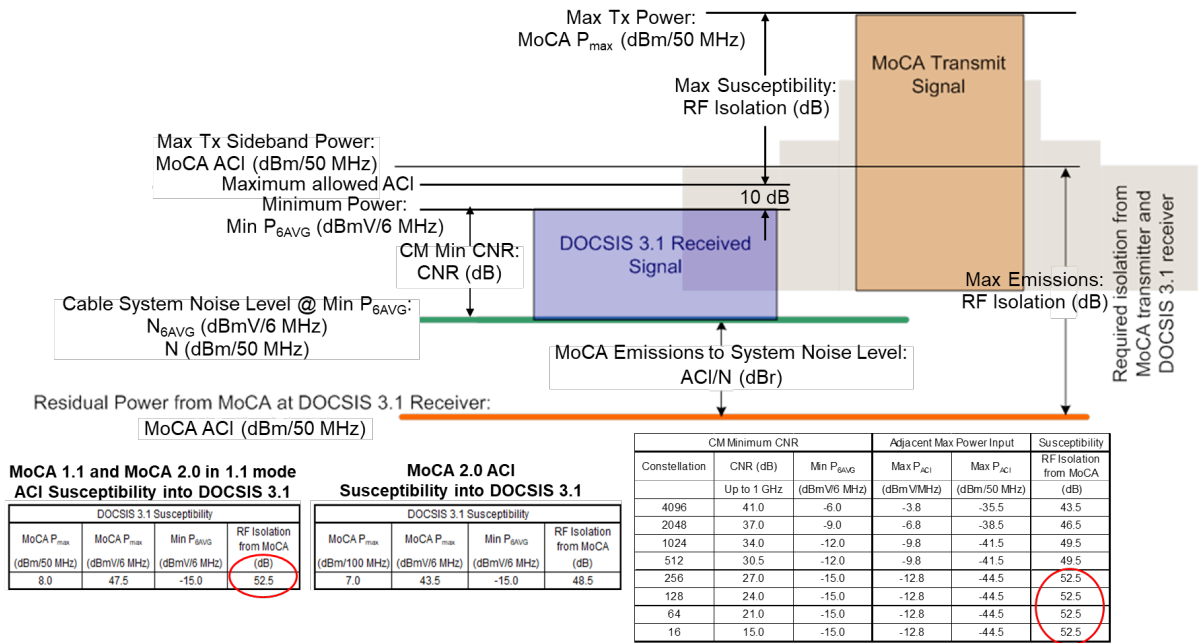 Max Tx Power:
MoCA Pmax (dBm/50 MHz)
MoCA Transmit
Signal
Max Susceptibility:
RF Isolation (dB)
Max Tx Sideband Power:
MoCA ACI (dBm/50 MHz)
Maximum allowed ACI
10 dB
Minimum Power:
Min P6AVG (dBmV/6 MHz)
DOCSIS 3.1 Received
Signal
CM Min CNR:
CNR (dB)
Max Emissions:
RF Isolation (dB)
Required isolation from
MoCA transmitter and
DOCSIS 3.1 receiver
Cable System Noise Level @ Min P6AVG:
N6AVG (dBmV/6 MHz)
N (dBm/50 MHz)
MoCA Emissions to System Noise Level:
ACI/N (dBr)
Residual Power from MoCA at DOCSIS 3.1 Receiver:
MoCA ACI (dBm/50 MHz)
MoCA 1.1 and MoCA 2.0 in 1.1 mode
ACI Susceptibility into DOCSIS 3.1
DOCSIS 3.1 Susceptibility
MoCA Pmax MoCA Pmax Min P6AVG RF Isolation from MoCA
(dBm/50 MHz) (dBmV/6 MHz) (dBmV/6 MHz) (dB)
8.0 47.5 -15.0 52.5
MoCA 2.0 ACI
Susceptibility into DOCSIS 3.1
DOCSIS 3.1 Susceptibility
MoCA Pmax MoCA Pmax Min P6AVG RF Isolation from MoCA
(dBm/100 MHz) (dBmV/6 MHz) (dBmV/6 MHz) (dB)
7.0 43.5 -15.0 48.5
CM Minimum CNR Adjacent Max Power Input Susceptibility
Constellation CNR (dB) Min P6AVG Max PACI Max PACI RF Isolation from MoCA
Up to 1 GHz (dBmV/6 MHz) (dBmV/MHz) (dBm/50 MHz) (dB)
4096 41.0 -6.0 -3.8 -35.5 43.5
2048 37.0 -9.0 -6.8 -38.5 46.5
1024 34.0 -12.0 -9.8 -41.5 49.5
512 30.5 -12.0 -9.8 -41.5 49.5
256 27.0 -15.0 -12.8 -44.5 52.5
128 24.0 -15.0 -12.8 -44.5 52.5
64 21.0 -15.0 -12.8 -44.5 52.5
16 15.0 -15.0 -12.8 -44.5 52.5